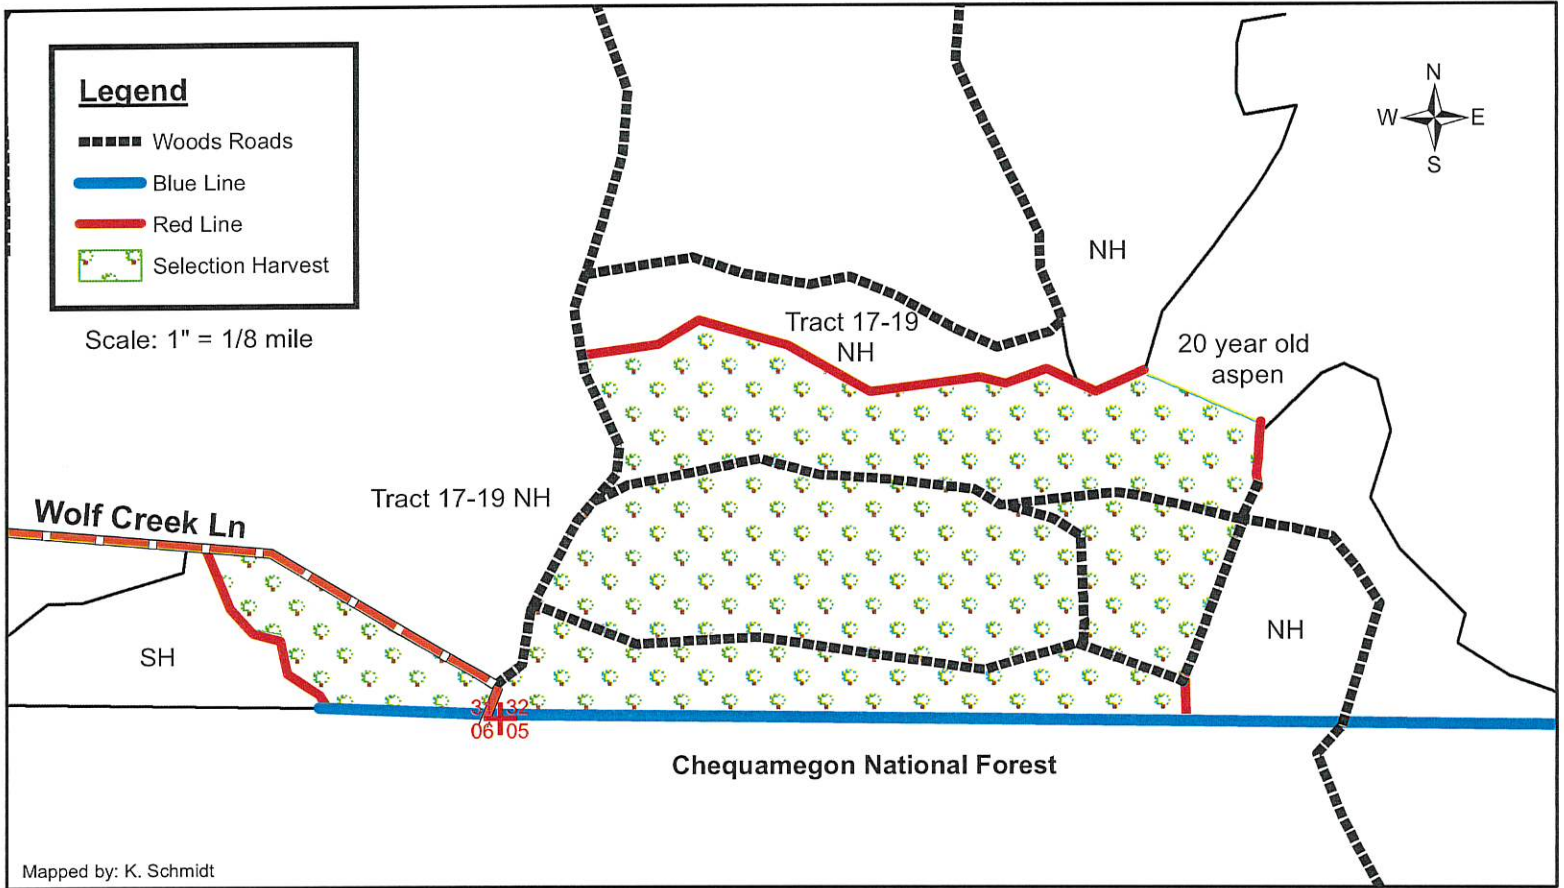 Legend
Woods Roads
Blue Line
Red Line
Selection Harvest
Scale: 1" = 1/8 mile
N
W E
S
NH
Tract 17-19
NH
20 year old
aspen
Tract 17-19 NH
Wolf Creek Ln
SH
NH
31 32
06 05
Chequamegon National Forest
Mapped by: K. Schmidt